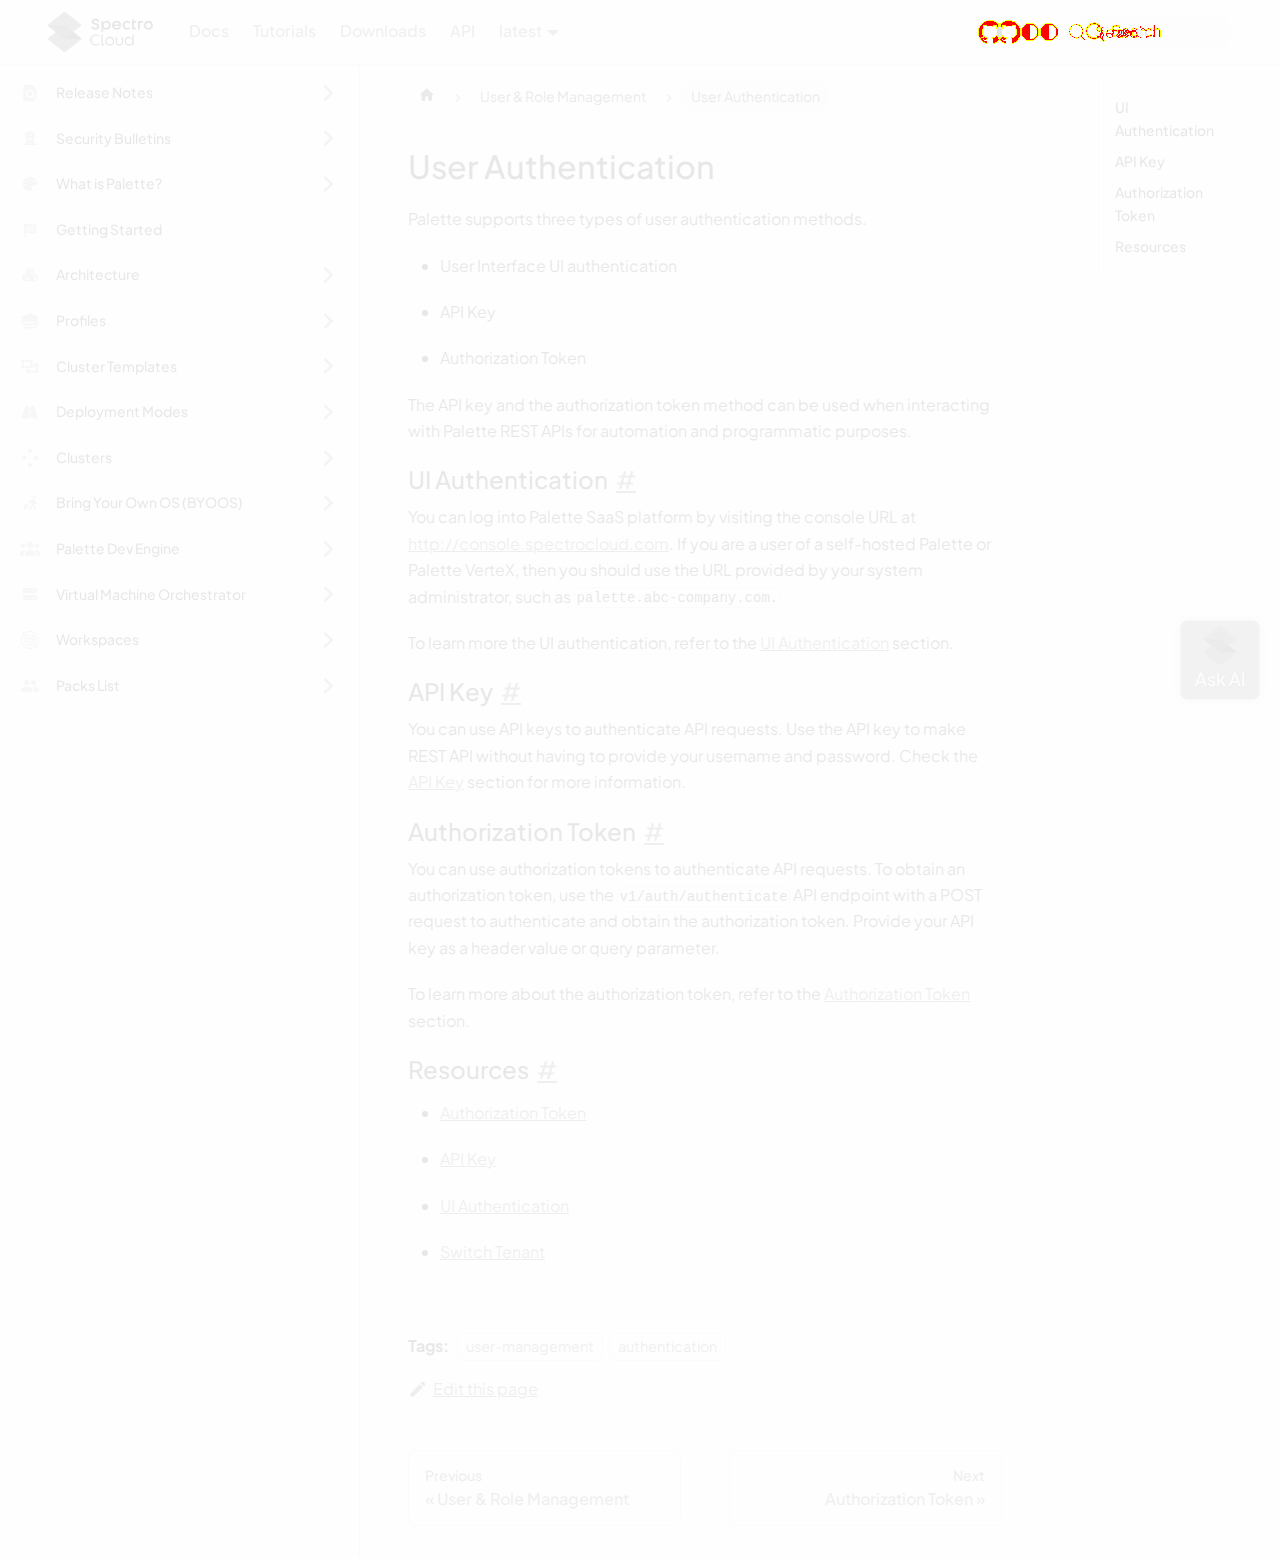 Spectro
Cloud
Docs
Tutorials
Downloads
API
latest
Release Notes
Security Bulletins
What is Palette?
Getting Started
Architecture
Profiles
Cluster Templates
Deployment Modes
Clusters
Bring Your Own OS (BYOOS)
Palette Dev Engine
Virtual Machine Orchestrator
Workspaces
Packs List
User & Role Management
User Authentication
User Authentication
Palette supports three types of user authentication methods.
User Interface UI authentication
API Key
Authorization Token
The API key and the authorization token method can be used when interacting
with Palette REST APIs for automation and programmatic purposes.
UI Authentication #
You can log into Palette SaaS platform by visiting the console URL at
http://console.spectrocloud.com. If you are a user of a self-hosted Palette or
Palette VerteX, then you should use the URL provided by your system
administrator, such as palette.abc-company.com.
To learn more the UI authentication, refer to the UI Authentication section.
API Key #
You can use API keys to authenticate API requests. Use the API key to make
REST API without having to provide your username and password. Check the
API Key section for more information.
Authorization Token #
You can use authorization tokens to authenticate API requests. To obtain an
authorization token, use the v1/auth/authenticate API endpoint with a POST
request to authenticate and obtain the authorization token. Provide your API
key as a header value or query parameter.
To learn more about the authorization token, refer to the Authorization Token
section.
Resources #
Authorization Token
API Key
UI Authentication
Switch Tenant
Tags: user-management authentication
Edit this page
Previous
« User & Role Management
Next
Authorization Token »
UI
Authentication
API Key
Authorization
Token
Resources
Ask AI